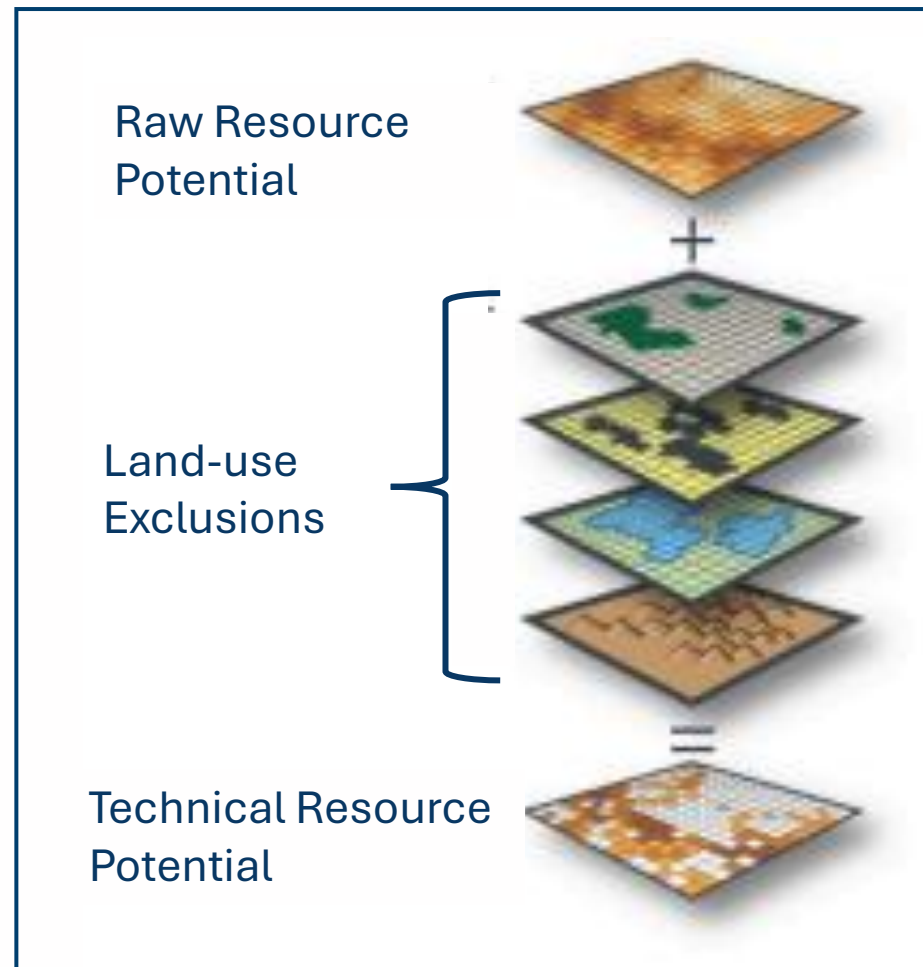 Raw Resource
Potential
+
Land-use
Exclusions
=
Technical Resource
Potential